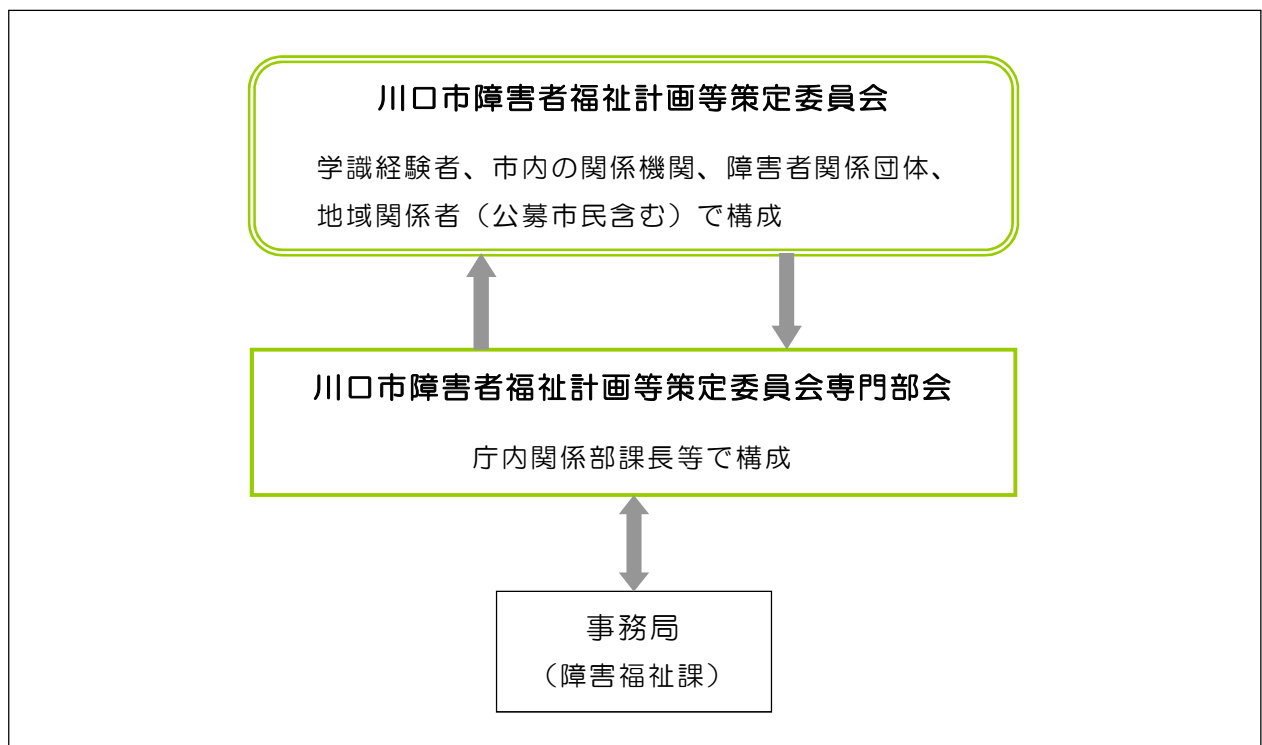 川口市障害者福祉計画等策定委員会
学識経験者、市内の関係機関、障害者関係団体、
地域関係者（公募市民含む）で構成
川口市障害者福祉計画等策定委員会専門部会
庁内関係部課長等で構成
事務局
（障害福祉課）